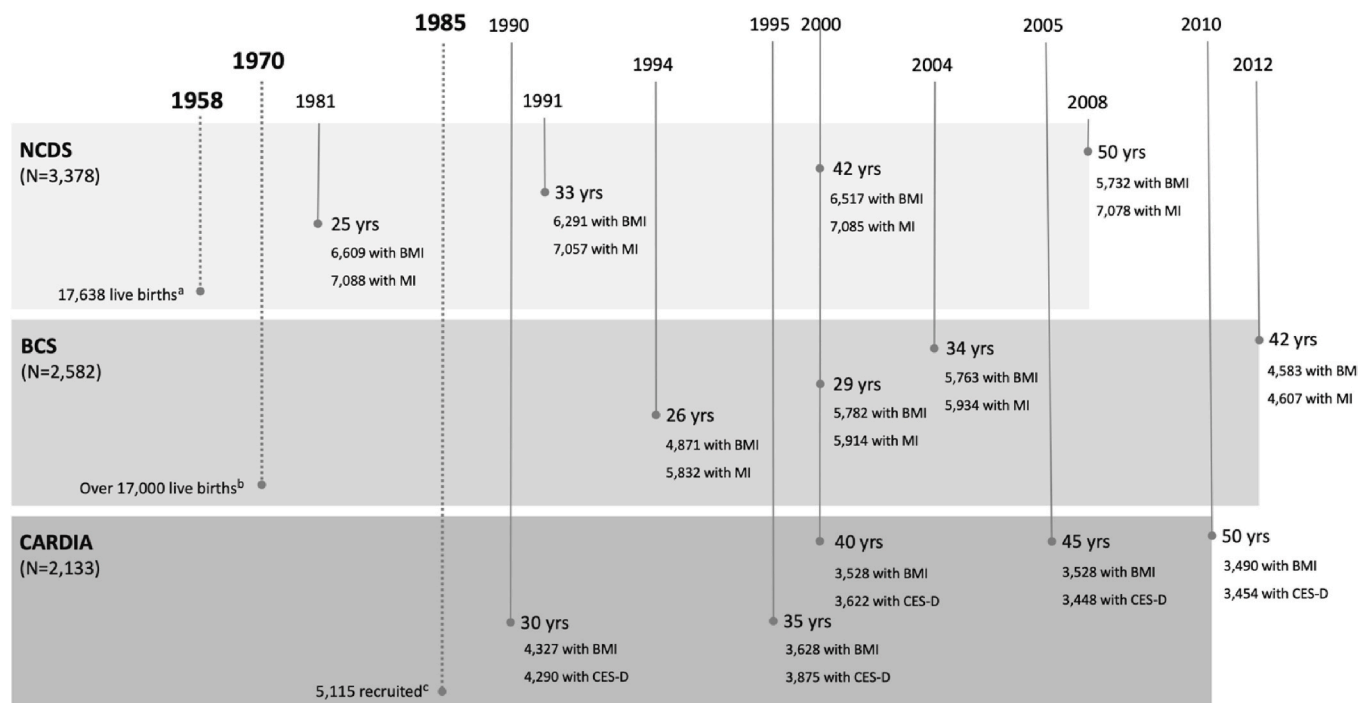 1985
1990
1995
2000
2005
2010
1970
1994
2004
2012
1958
1981
1991
2008
NCDS
(N=3,378)
25 yrs
6,609 with BMI
7,088 with MI
33 yrs
6,291 with BMI
7,057 with MI
42 yrs
6,517 with BMI
7,085 with MI
50 yrs
5,732 with BMI
7,078 with MI
17,638 live birthsᵃ
BCS
(N=2,582)
26 yrs
4,871 with BMI
5,832 with MI
29 yrs
5,782 with BMI
5,914 with MI
34 yrs
5,763 with BMI
5,934 with MI
42 yrs
4,583 with BM
4,607 with MI
Over 17,000 live birthsᵇ
CARDIA
(N=2,133)
30 yrs
4,327 with BMI
4,290 with CES-D
35 yrs
3,628 with BMI
3,875 with CES-D
40 yrs
3,528 with BMI
3,622 with CES-D
45 yrs
3,528 with BMI
3,448 with CES-D
50 yrs
3,490 with BMI
3,454 with CES-D
5,115 recruitedᶜ